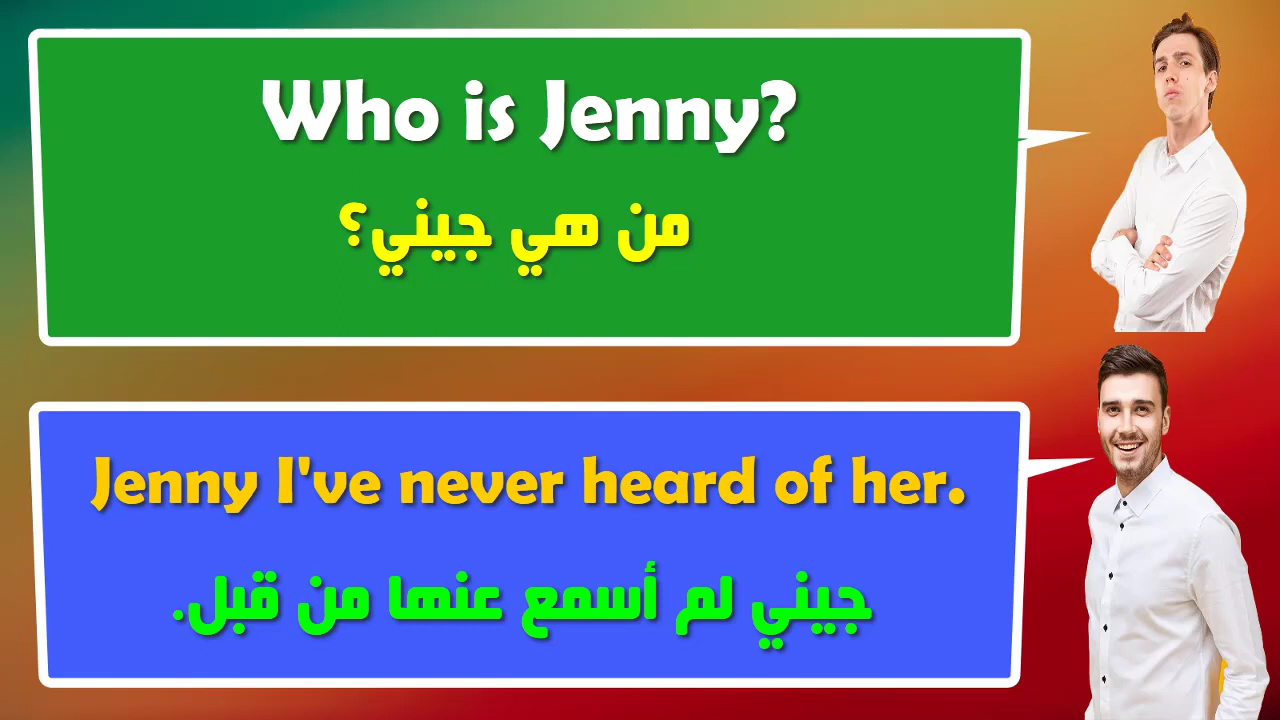 Who is Jenny?
من هي جيني؟
Jenny I've never heard of her.
جيني لم أسمع عنها من قبل.